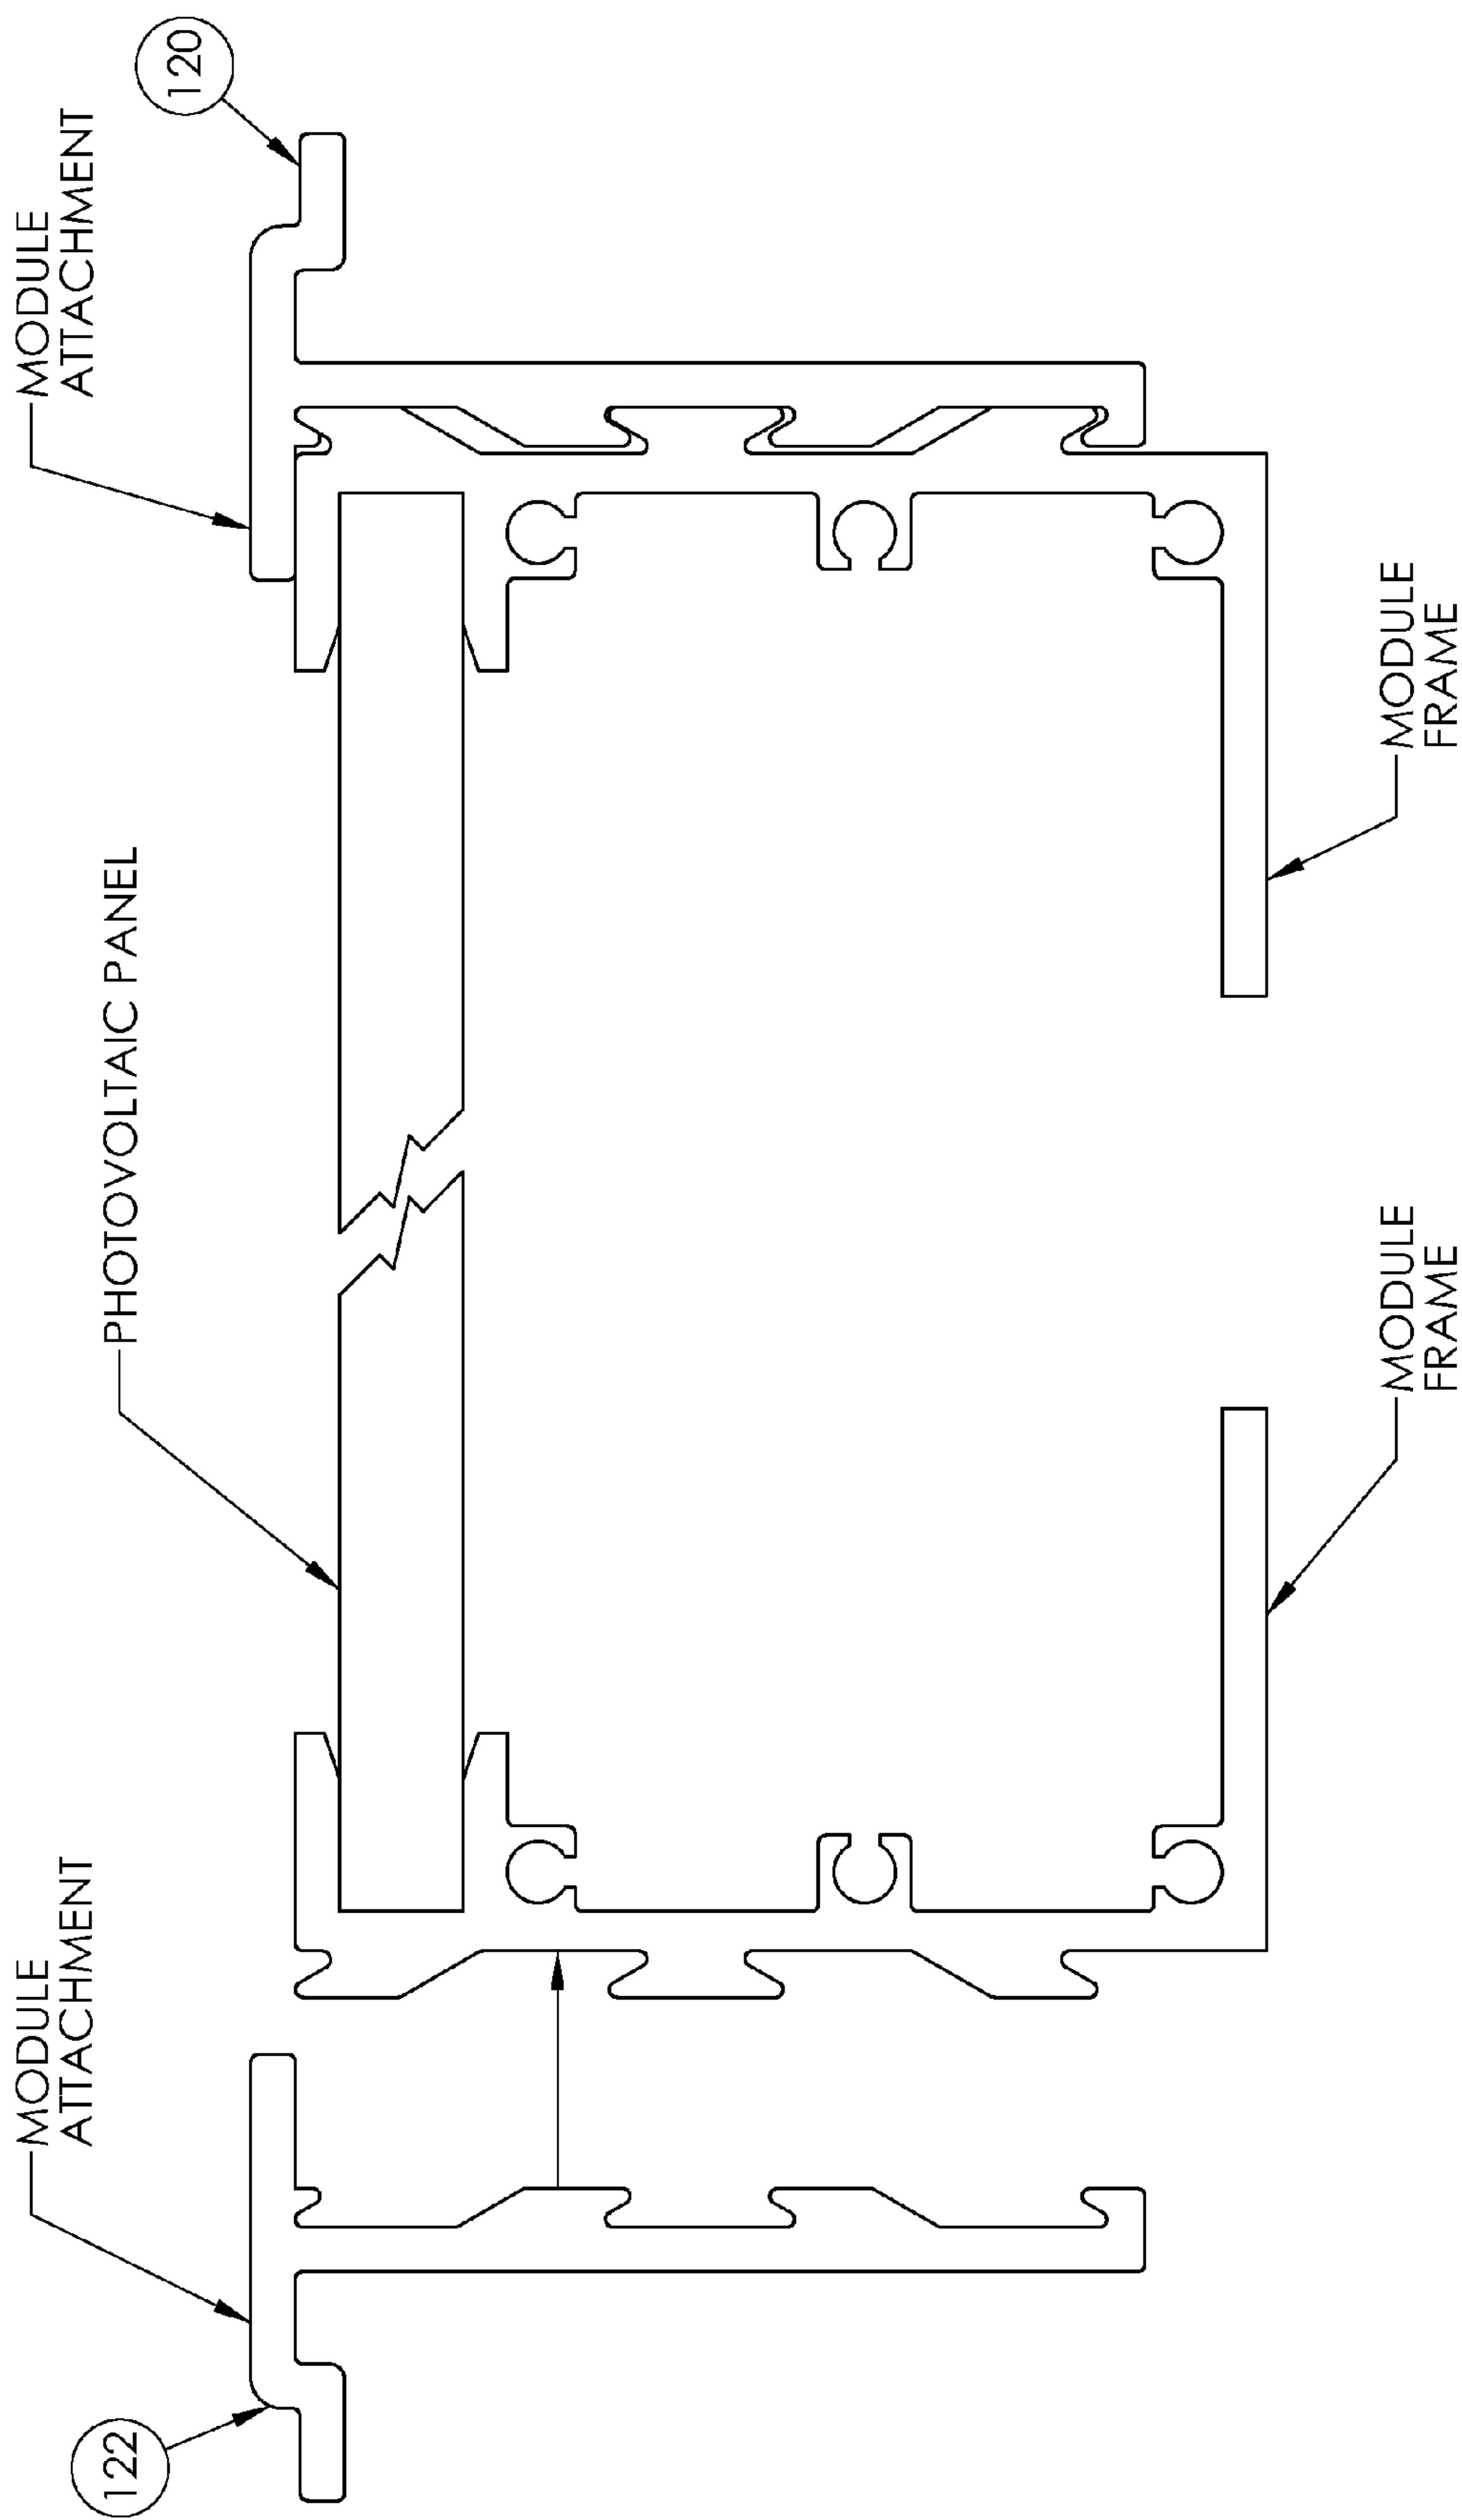 122
MODULE
ATTACHMENT
PHOTOVOLTAIC PANEL
MODULE
ATTACHMENT
120
MODULE
FRAME
MODULE
FRAME